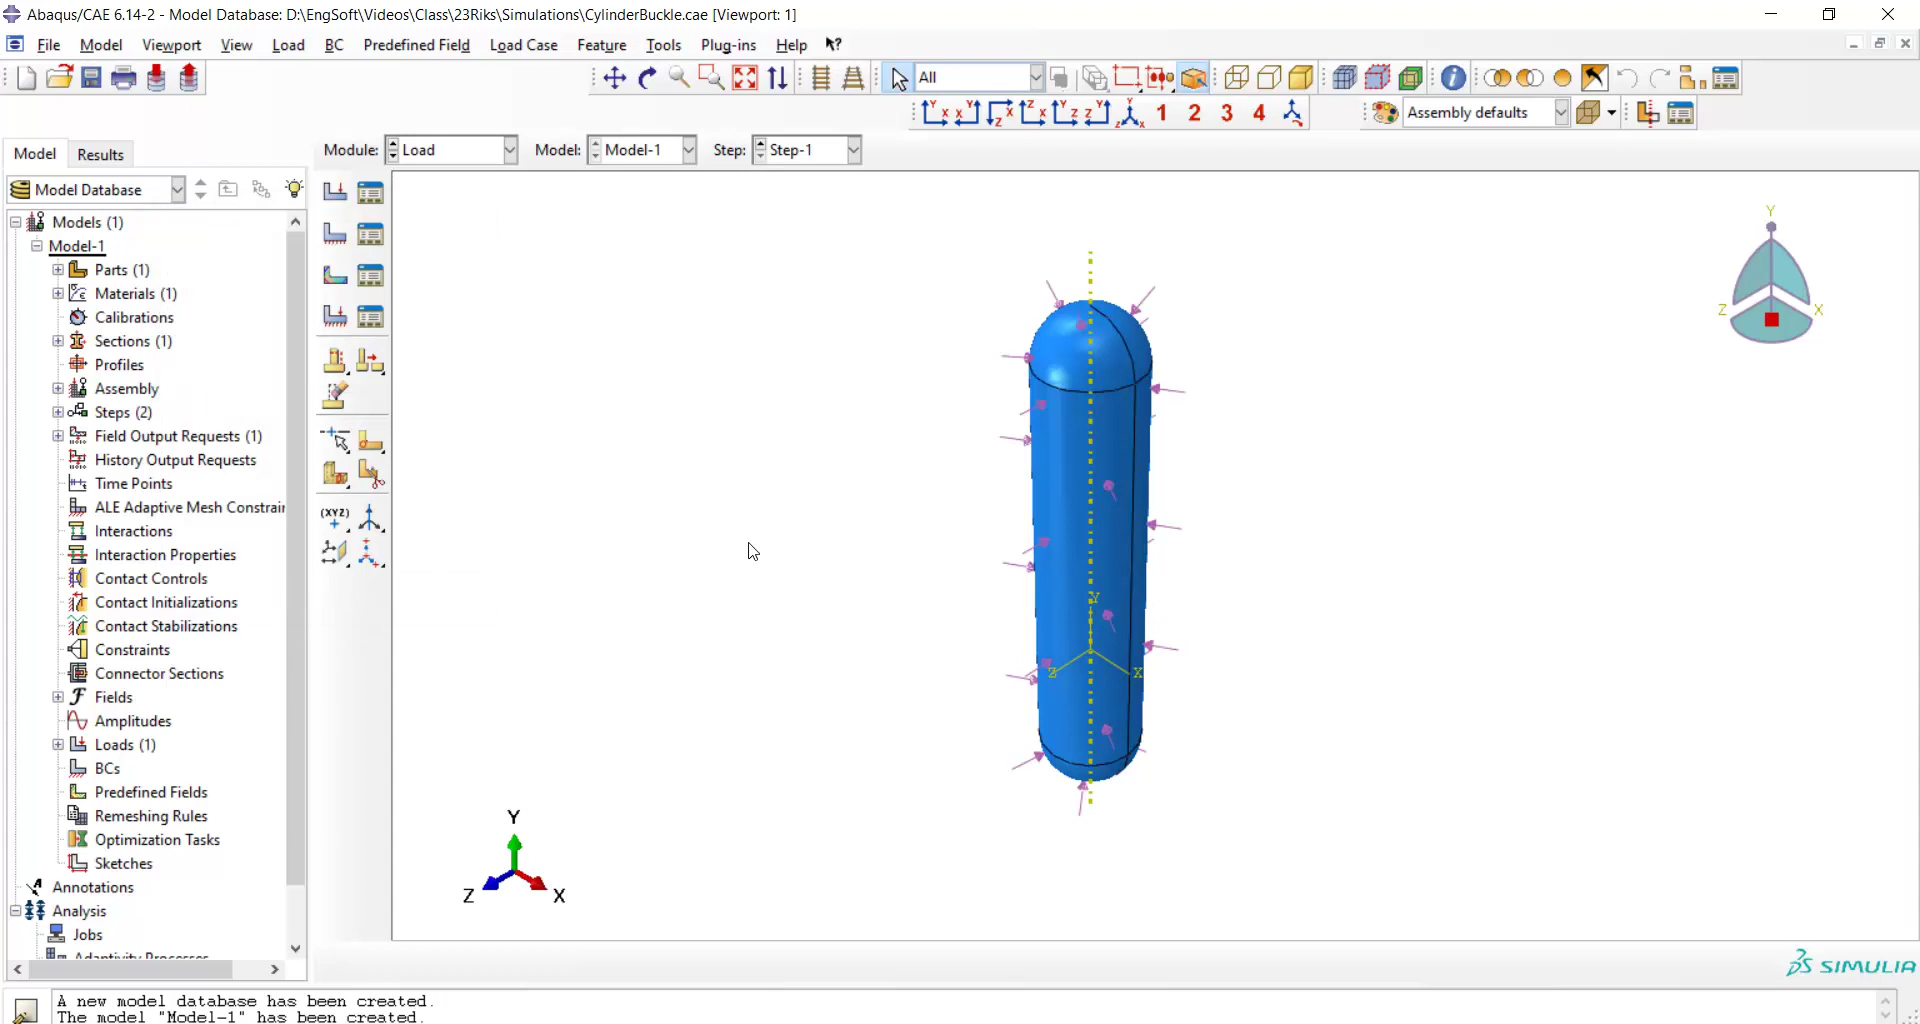 Abaqus/CAE 6.14-2 - Model Database: D:\EngSoft\Videos\Class\23Riks\Simulations\CylinderBuckle.cae [Viewport: 1]
File Model Viewport View Load BC Predefined Field Load Case Feature Tools Plug-ins Help
All
1 2 3 4 Assembly defaults
Model Results Module: Load Model: Model-1 Step: Step-1
Model Database
Models (1)
Model-1
Parts (1)
Materials (1)
Calibrations
Sections (1)
Profiles
Assembly
Steps (2)
Field Output Requests (1)
History Output Requests
Time Points
ALE Adaptive Mesh Constrair
Interactions
Interaction Properties
Contact Controls
Contact Initializations
Contact Stabilizations
Constraints
Connector Sections
Fields
Amplitudes
Loads (1)
BCs
Predefined Fields
Remeshing Rules
Optimization Tasks
Sketches
Annotations
Analysis
Jobs
Adaptivity Processes
(XYZ)
Y
Z X
Y
Z X
Y
Z X
SIMULIA
A new model database has been created.
The model "Model-1" has been created.